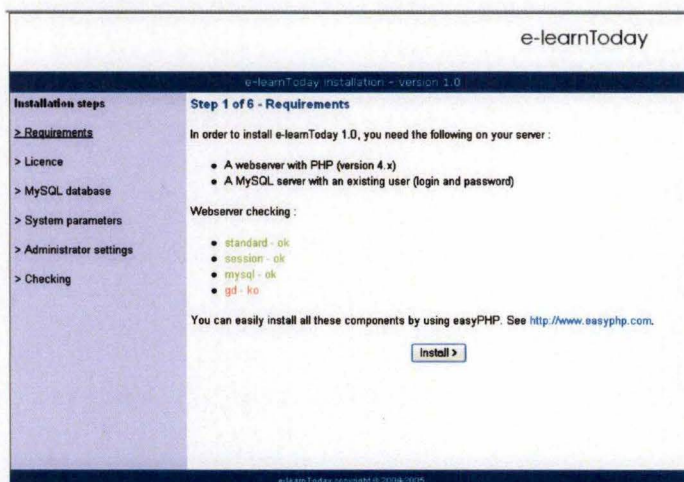 e-learnToday
e-learnToday installation - version 1.0
Installation steps
> Requirements
> Licence
> MySQL database
> System parameters
> Administrator settings
> Checking
Step 1 of 6 - Requirements
In order to install e-learnToday 1.0, you need the following on your server :
• A webserver with PHP (version 4.x)
• A MySQL server with an existing user (login and password)
Webserver checking :
• standard - ok
• session - ok
• mysql - ok
• gd - ko
You can easily install all these components by using easyPHP. See http://www.easyphp.com.
Install >
e-learnToday copyright © 2004-2005